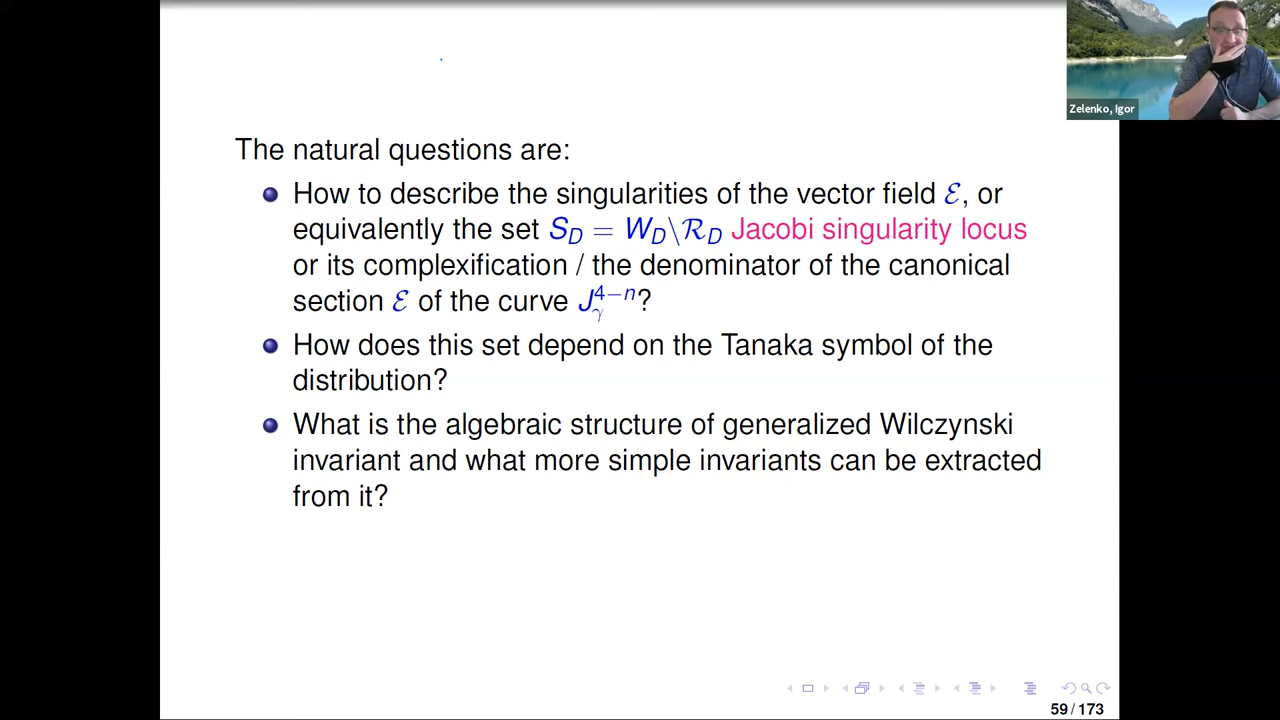 Zelenko, Igor
The natural questions are:
How to describe the singularities of the vector field ℰ, or
equivalently the set S_D = W_D\ℛ_D Jacobi singularity locus
or its complexification / the denominator of the canonical
section ℰ of the curve J_γ^{4−n}?
How does this set depend on the Tanaka symbol of the
distribution?
What is the algebraic structure of generalized Wilczynski
invariant and what more simple invariants can be extracted
from it?
59 / 173